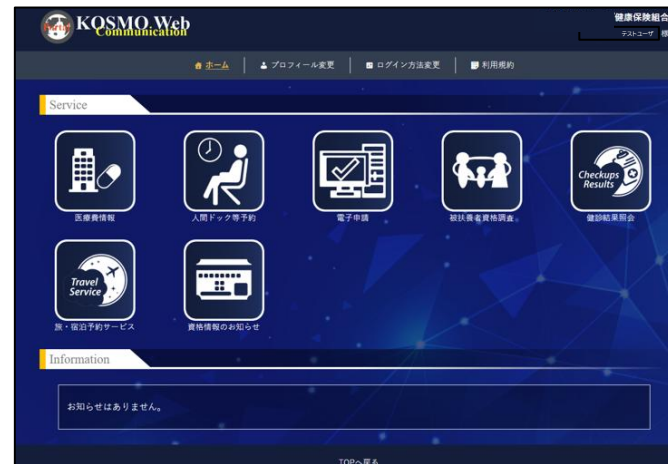 Portal
KOSMO Web
Communication
健康保険組合
テストユーザ 様
ホーム
プロフィール変更
ログイン方法変更
利用規約
Service
医療費情報
人間ドック等予約
電子申請
被扶養者資格調査
Checkups
Results
健診結果照会
Travel
Service
旅・宿泊予約サービス
資格情報のお知らせ
Information
お知らせはありません。
TOPへ戻る